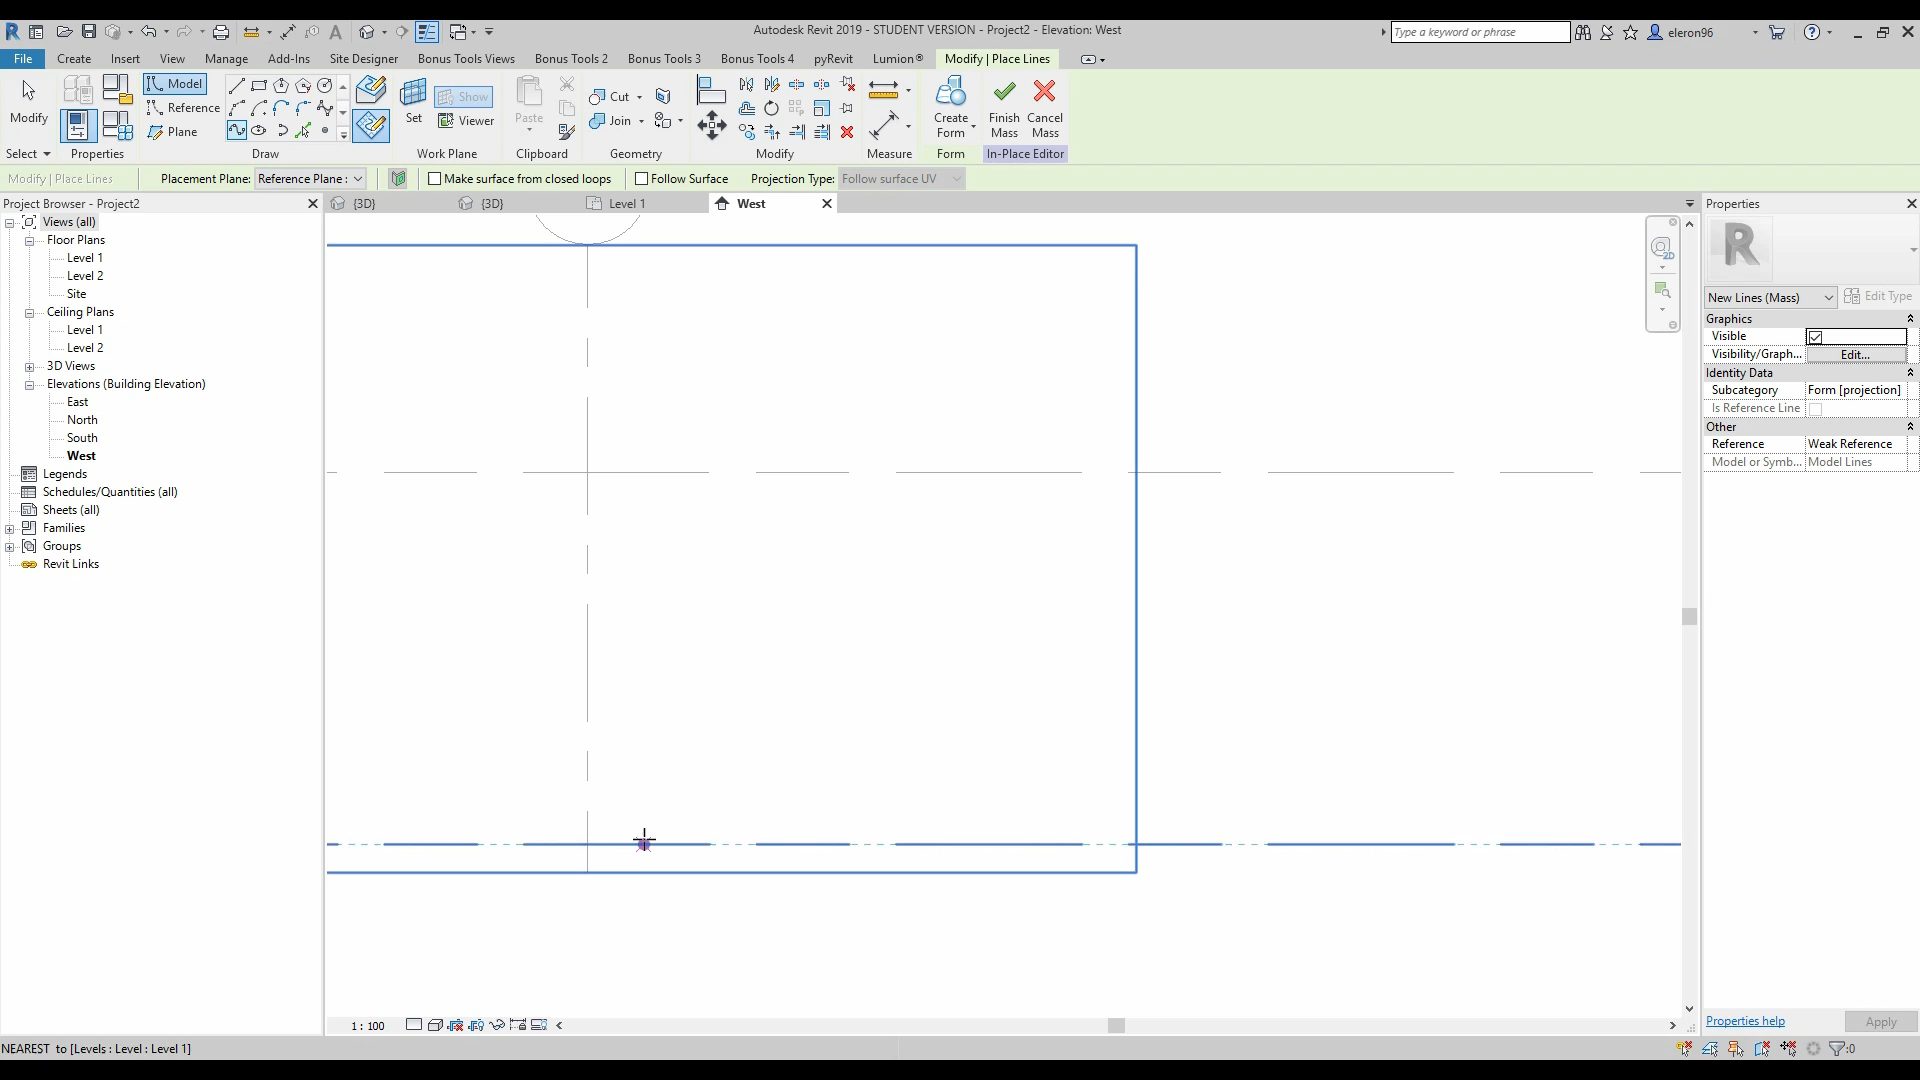 Autodesk Revit 2019 - STUDENT VERSION - Project2 - Elevation: West
Type a keyword or phrase
eleron96
File Create Insert View Manage Add-Ins Site Designer Bonus Tools Views Bonus Tools 2 Bonus Tools 3 Bonus Tools 4 pyRevit Lumion® Modify | Place Lines
Modify
Select
Properties
Model
Reference
Plane
Draw
Set
Show
Viewer
Work Plane
Paste
Clipboard
Cut
Join
Geometry
Modify
Measure
Create
Form
Form
Finish
Mass
Cancel
Mass
In-Place Editor
Modify | Place Lines
Placement Plane: Reference Plane :
Make surface from closed loops
Follow Surface
Projection Type: Follow surface UV
Project Browser - Project2
Views (all)
Floor Plans
Level 1
Level 2
Site
Ceiling Plans
Level 1
Level 2
3D Views
Elevations (Building Elevation)
East
North
South
West
Legends
Schedules/Quantities (all)
Sheets (all)
Families
Groups
Revit Links
{3D}
{3D}
Level 1
West
2D
Properties
R
New Lines (Mass)
Edit Type
Graphics
Visible
Visibility/Graph... Edit...
Identity Data
Subcategory Form [projection]
Is Reference Line
Other
Reference Weak Reference
Model or Symb... Model Lines
Properties help
Apply
1 : 100
NEAREST to [Levels : Level : Level 1]
:0